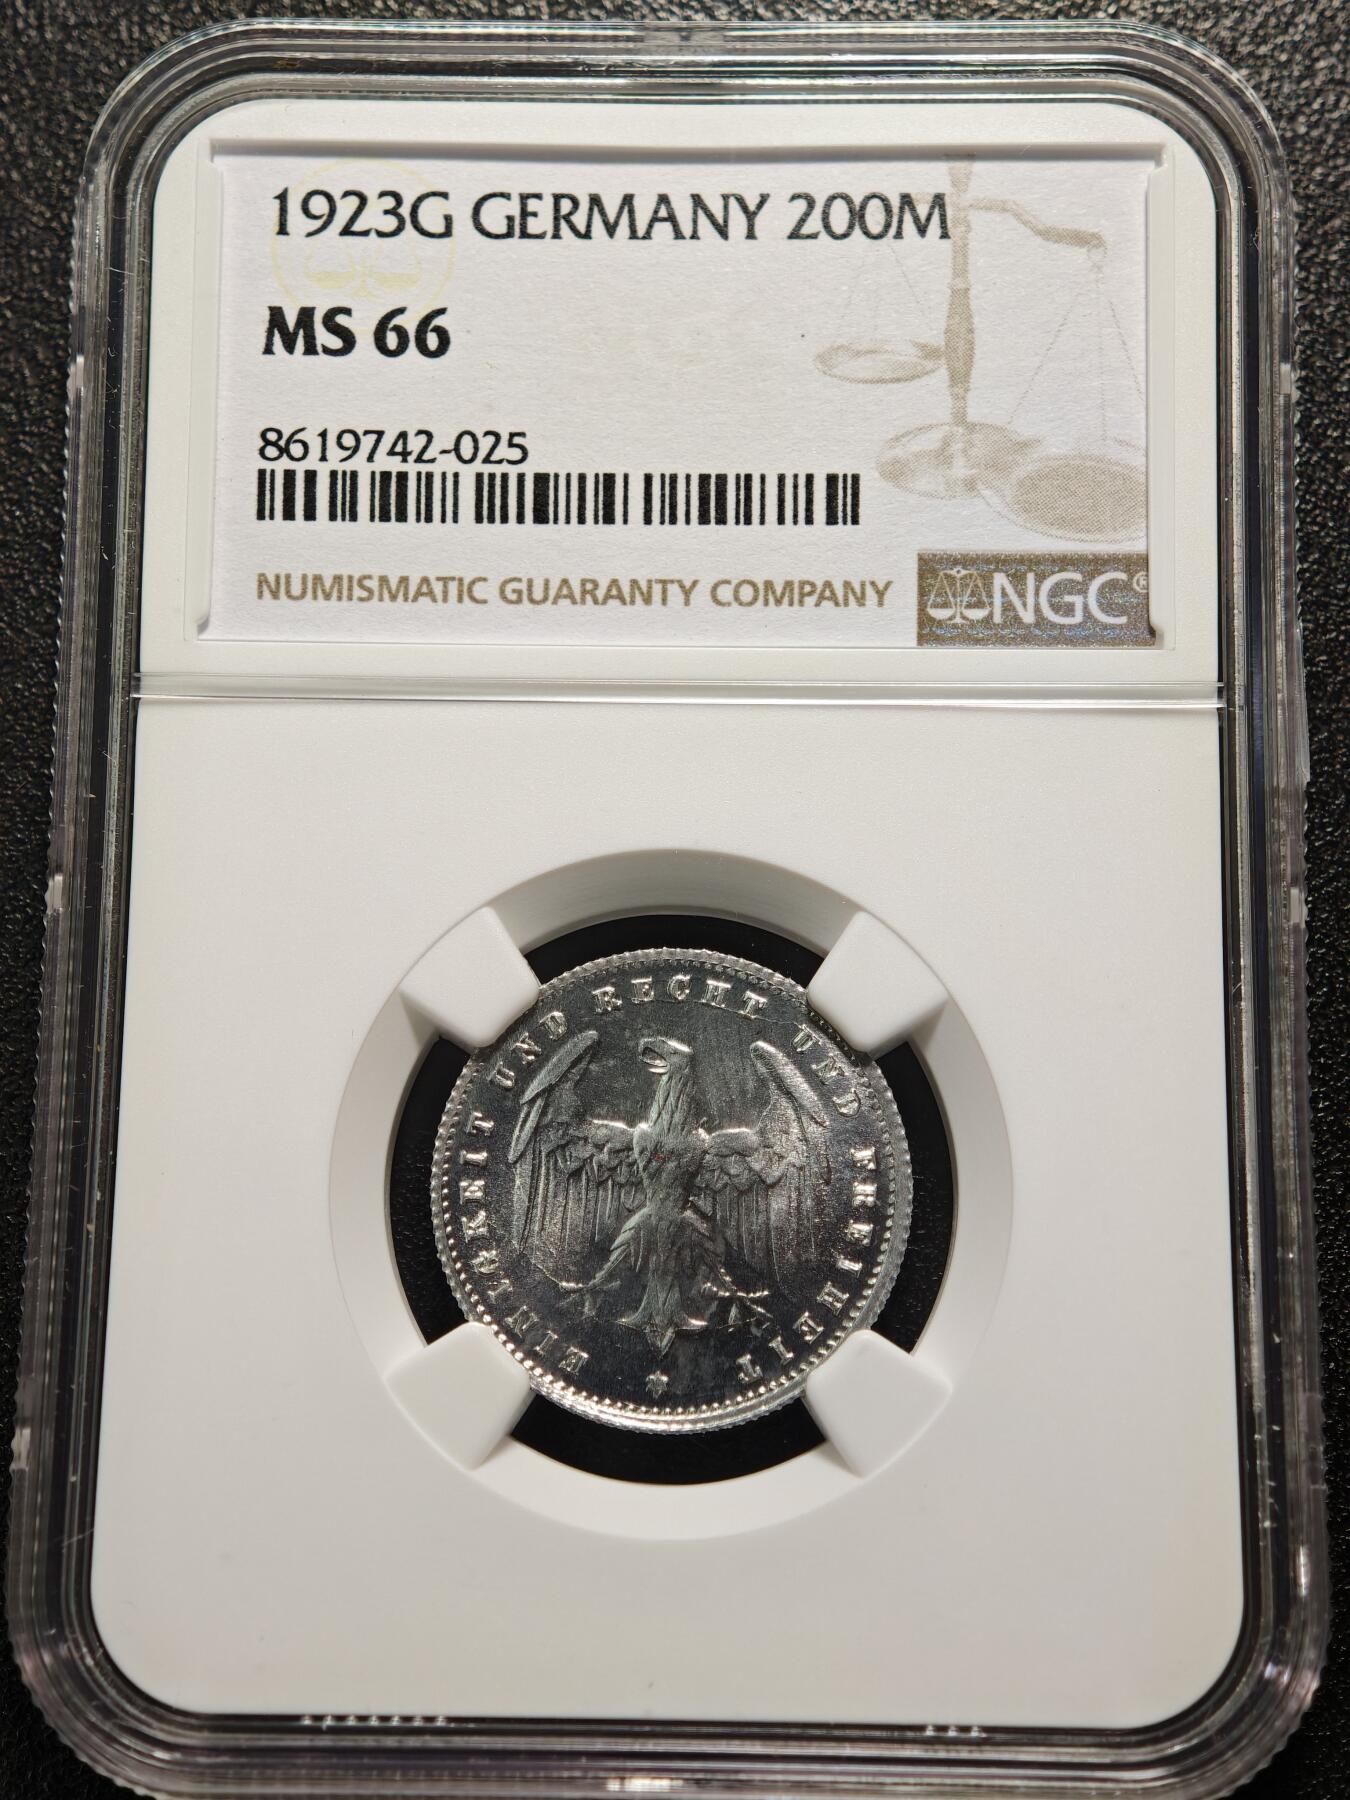 1923G GERMANY 200M
MS 66
8619742-025
NUMISMATIC GUARANTY COMPANY
NGC®
EINIGKEIT UND RECHT UND FREIHEIT